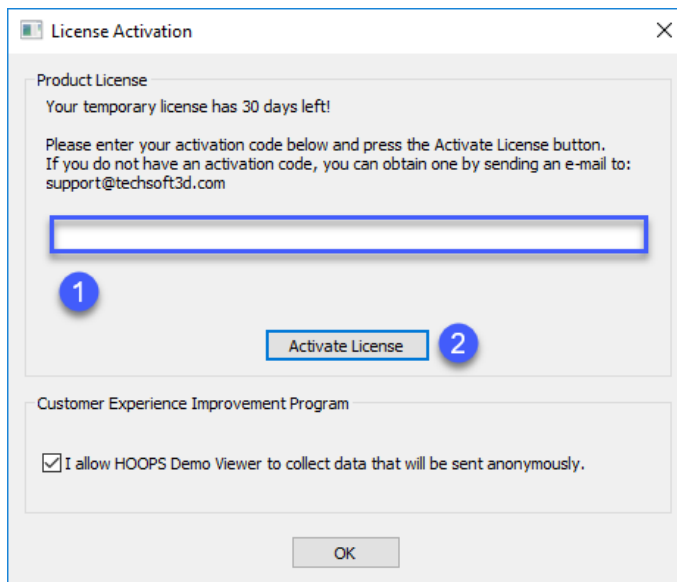 License Activation
Product License
Your temporary license has 30 days left!
Please enter your activation code below and press the Activate License button.
If you do not have an activation code, you can obtain one by sending an e-mail to:
support@techsoft3d.com
1
Activate License 2
Customer Experience Improvement Program
I allow HOOPS Demo Viewer to collect data that will be sent anonymously.
OK